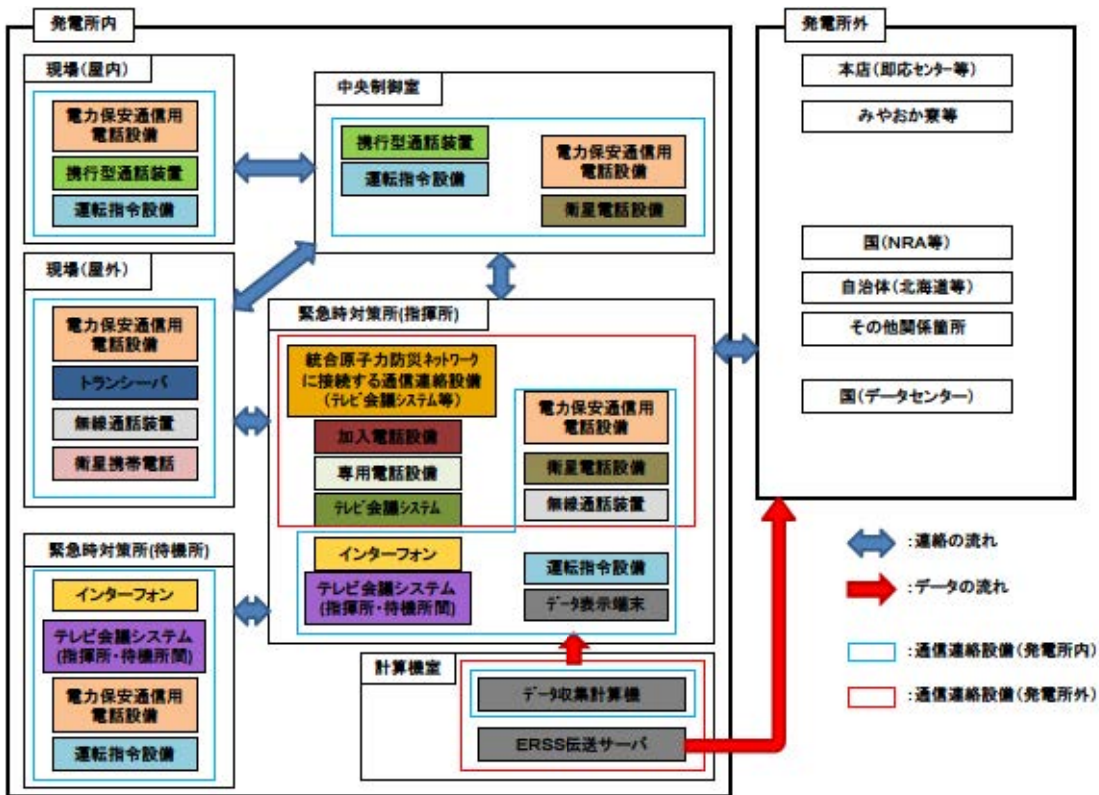 発電所内
現場(屋内)
電力保安通信用
電話設備
携行型通話装置
運転指令設備
現場(屋外)
電力保安通信用
電話設備
トランシーバ
無線通話装置
衛星携帯電話
緊急時対策所(待機所)
インターフォン
テレビ会議システム
(指揮所・待機所間)
電力保安通信用
電話設備
運転指令設備
中央制御室
携行型通話装置
運転指令設備
電力保安通信用
電話設備
衛星電話設備
緊急時対策所(指揮所)
統合原子力防災ネットワーク
に接続する通信連絡設備
(テレビ会議システム等)
加入電話設備
専用電話設備
テレビ会議システム
インターフォン
テレビ会議システム
(指揮所・待機所間)
電力保安通信用
電話設備
衛星電話設備
無線通話装置
運転指令設備
データ表示端末
計算機室
データ収集計算機
ERSS伝送サーバ
発電所外
本店(即応センター等)
みやおか寮等
国(NRA等)
自治体(北海道等)
その他関係箇所
国(データセンター)
:連絡の流れ
:データの流れ
:通信連絡設備(発電所内)
:通信連絡設備(発電所外)